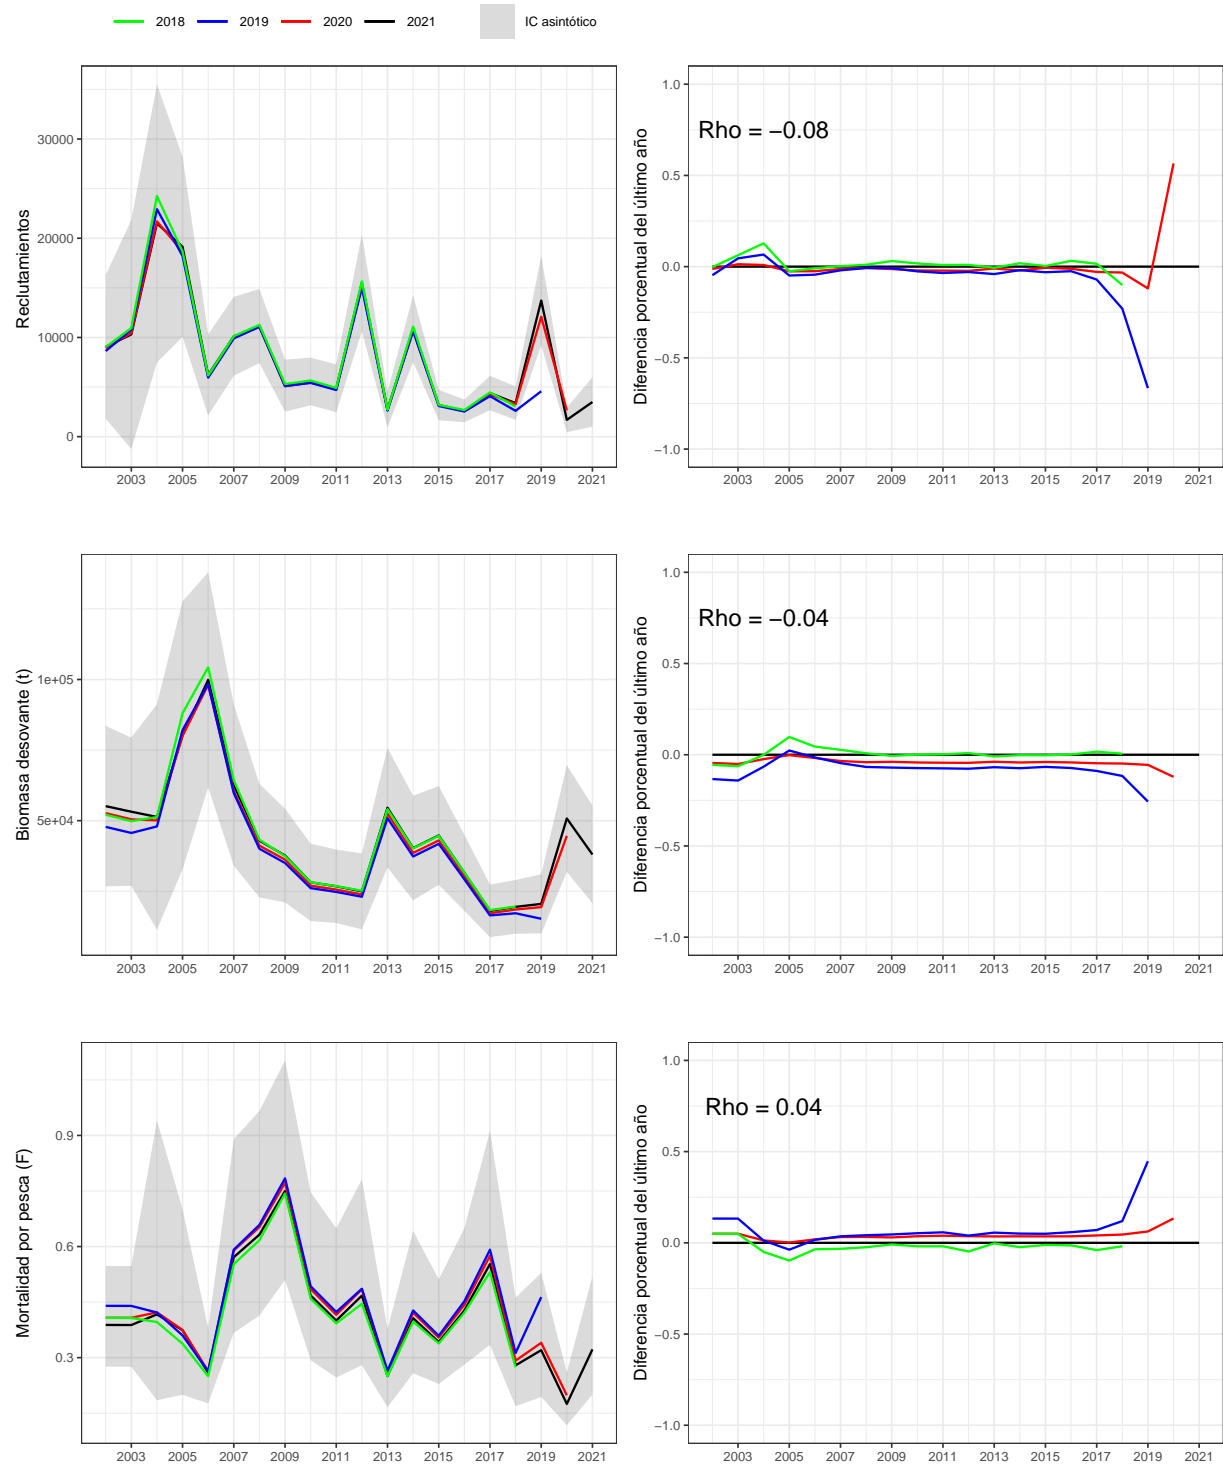 2018 2019 2020 2021 IC asintótico
Reclutamientos
30000
20000
10000
0
2003 2005 2007 2009 2011 2013 2015 2017 2019 2021
Diferencia porcentual del último año
Rho = −0.08
1.0
0.5
0.0
−0.5
−1.0
2003 2005 2007 2009 2011 2013 2015 2017 2019 2021
Biomasa desovante (t)
1e+05
5e+04
2003 2005 2007 2009 2011 2013 2015 2017 2019 2021
Diferencia porcentual del último año
Rho = −0.04
1.0
0.5
0.0
−0.5
−1.0
2003 2005 2007 2009 2011 2013 2015 2017 2019 2021
Mortalidad por pesca (F)
0.9
0.6
0.3
2003 2005 2007 2009 2011 2013 2015 2017 2019 2021
Diferencia porcentual del último año
Rho = 0.04
1.0
0.5
0.0
−0.5
−1.0
2003 2005 2007 2009 2011 2013 2015 2017 2019 2021